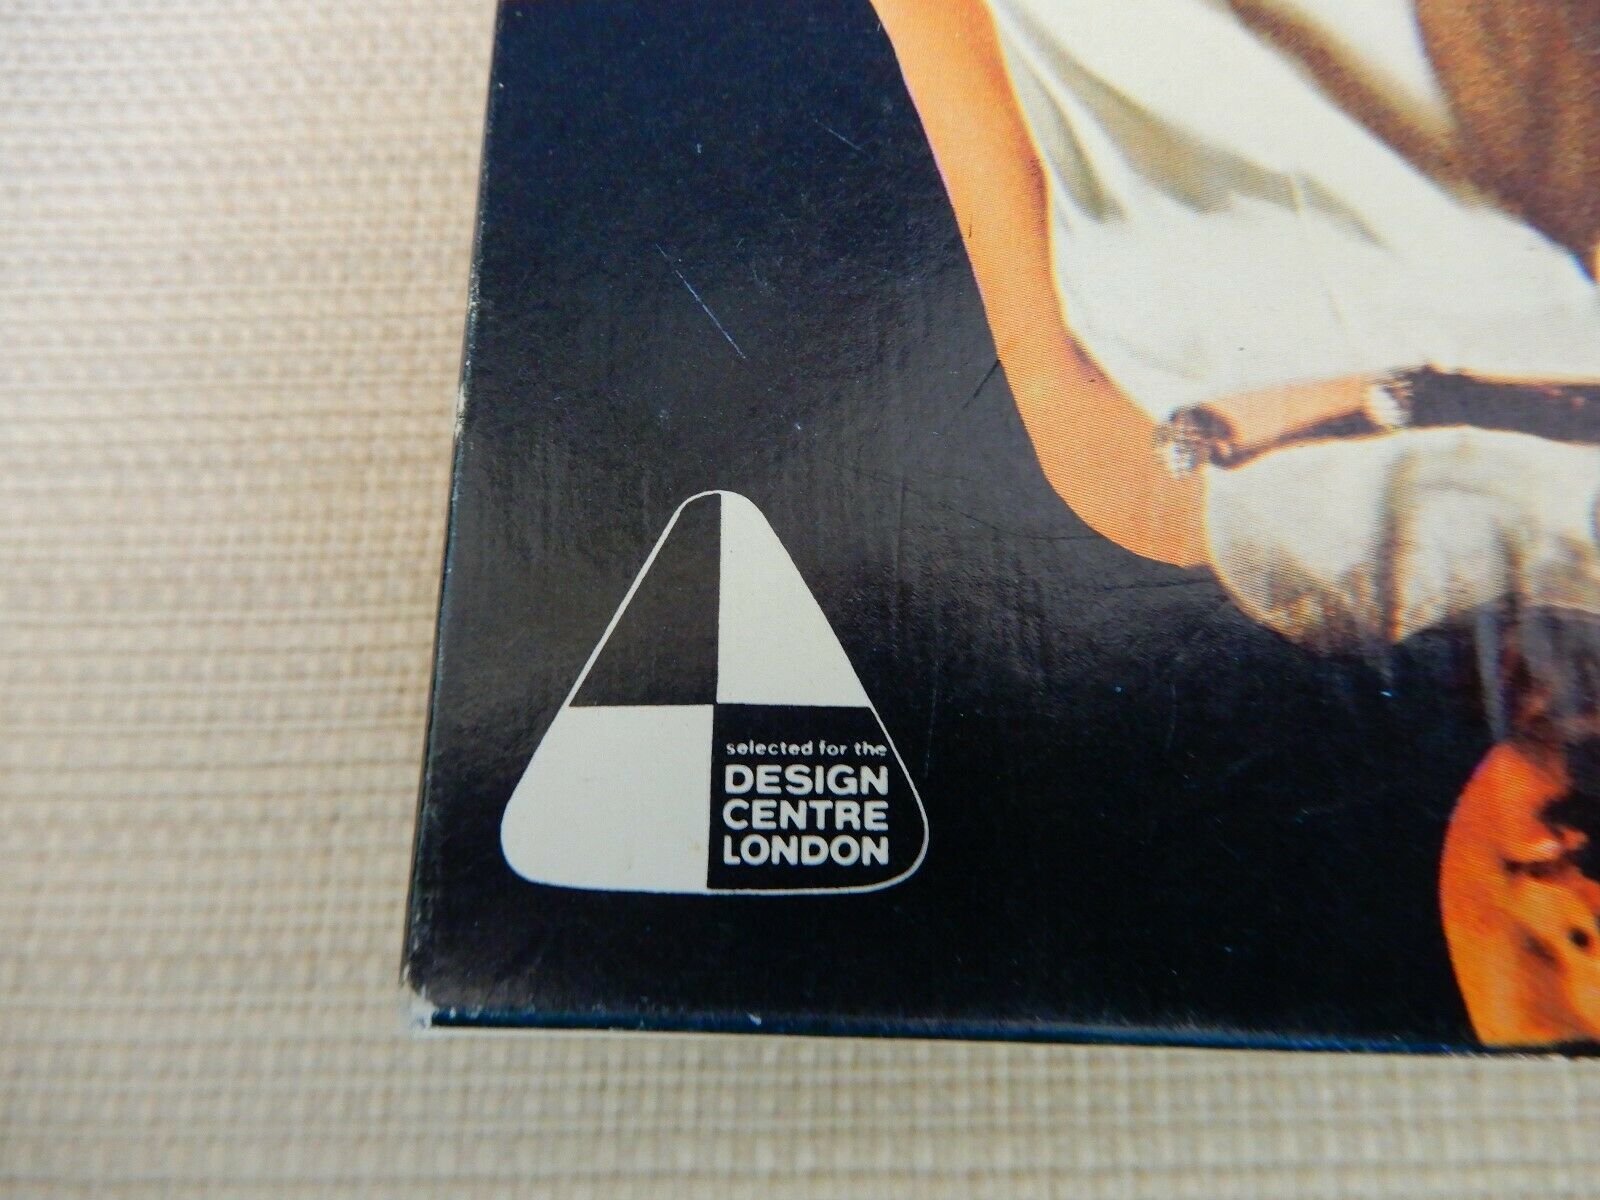 selected for the
DESIGN
CENTRE
LONDON